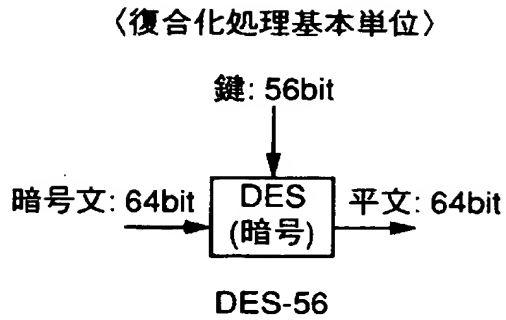 〈復合化処理基本単位〉
鍵: 56bit
暗号文: 64bit
DES
(暗号)
平文: 64bit
DES-56